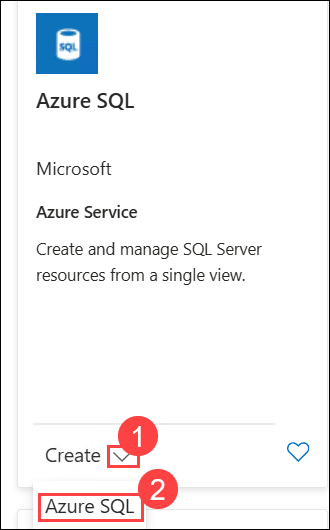 SQL
Azure SQL
Microsoft
Azure Service
Create and manage SQL Server
resources from a single view.
Create
1
Azure SQL
2